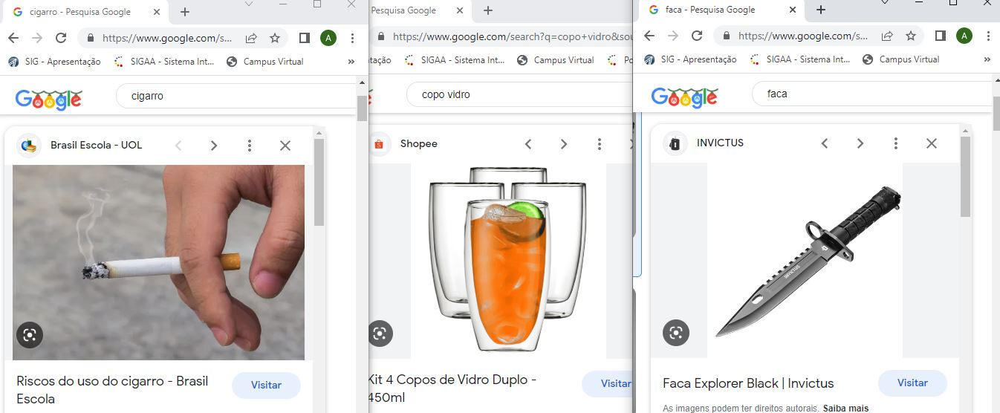 cigarro - Pesquisa Google
https://www.google.com/s...
A
SIG - Apresentação
SIGAA - Sistema Int...
Campus Virtual
»
Google
cigarro
Brasil Escola - UOL
Riscos do uso do cigarro - Brasil
Escola
Visitar
Pesquisa Google
https://www.google.com/search?q=copo+vidro&sou
tação
SIGAA - Sistema Int...
Campus Virtual
Po
copo vidro
Shopee
Kit 4 Copos de Vidro Duplo -
450ml
Visitar
faca - Pesquisa Google
https://www.google.com/s...
A
SIG - Apresentação
SIGAA - Sistema Int...
Campus Virtual
»
Google
faca
INVICTUS
INVICTUS
Faca Explorer Black | Invictus
Visitar
As imagens podem ter direitos autorais. Saiba mais